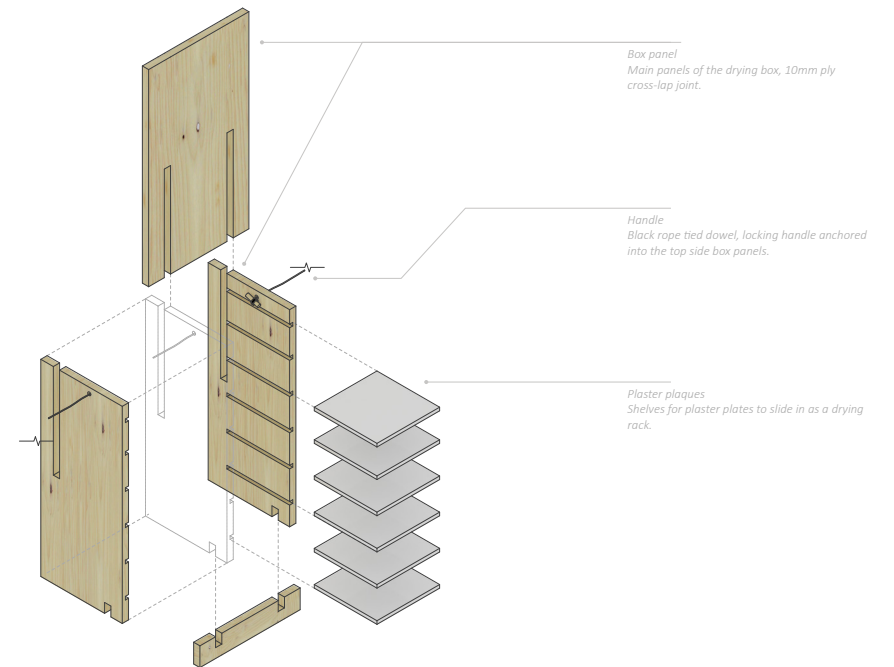 Box panel
Main panels of the drying box, 10mm ply
cross-lap joint.
Handle
Black rope tied dowel, locking handle anchored
into the top side box panels.
Plaster plaques
Shelves for plaster plates to slide in as a drying
rack.